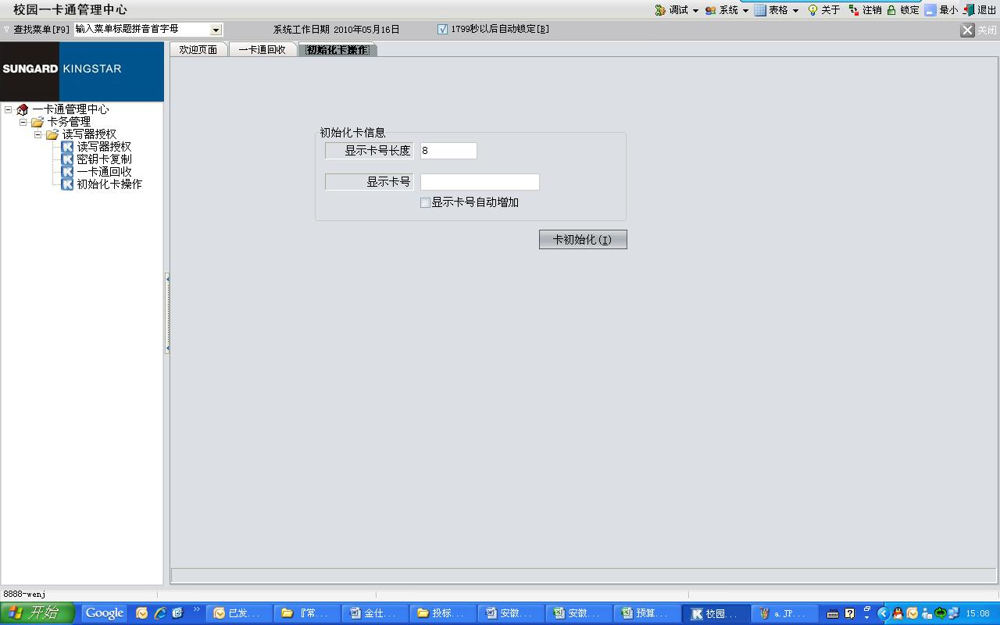 校园一卡通管理中心
调试 系统 表格 关于 注销 锁定 最小 退出
查找菜单[F9] 输入菜单标题拼音首字母 系统工作日期 2010年05月16日 1799秒以后自动锁定[B] 关闭
SUNGARD KINGSTAR
欢迎页面 一卡通回收 初始化卡操作
一卡通管理中心
卡务管理
读写器授权
读写器授权
密钥卡复制
一卡通回收
初始化卡操作
初始化卡信息
显示卡号长度 8
显示卡号
显示卡号自动增加
卡初始化(I)
8888-wenj
开始 Google 已发... 『常... 金仕... 投标... 安徽... 安徽... 预算... 校园... a.JP... 15:08